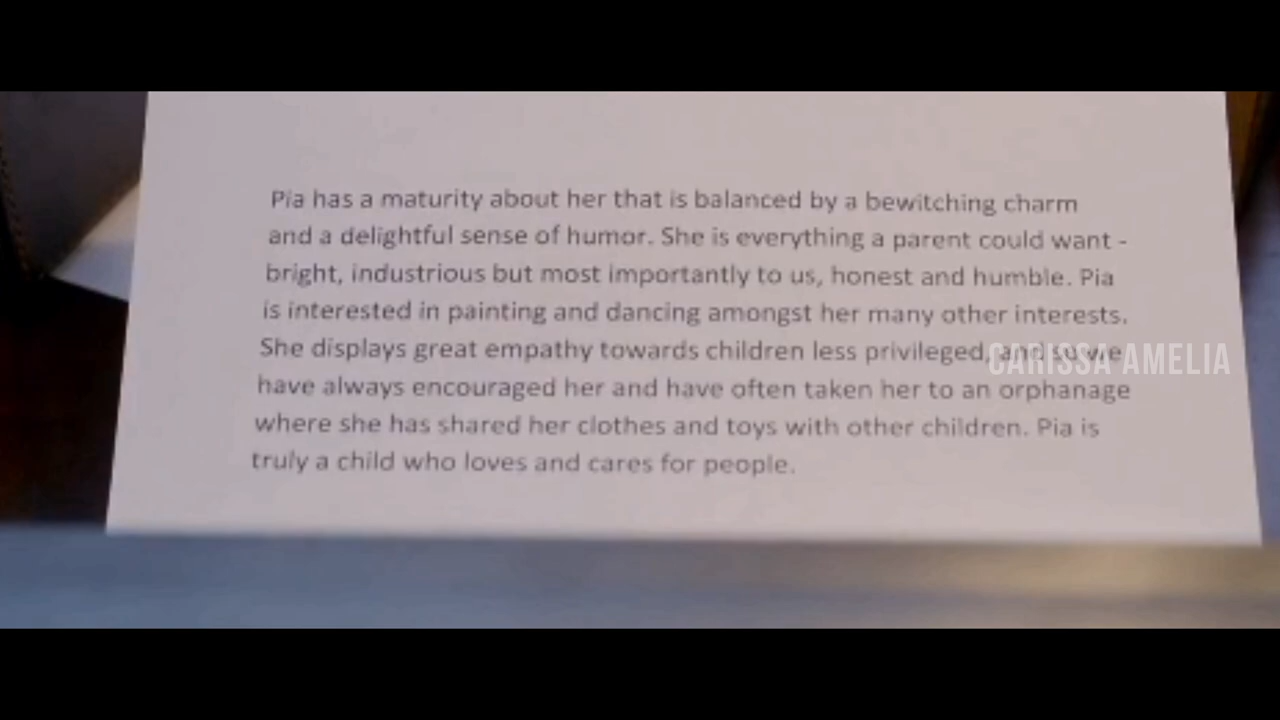 Pia has a maturity about her that is balanced by a bewitching charm
and a delightful sense of humor. She is everything a parent could want -
bright, industrious but most importantly to us, honest and humble. Pia
is interested in painting and dancing amongst her many other interests.
She displays great empathy towards children less privileged, and so we
CARISSA AMELIA
have always encouraged her and have often taken her to an orphanage
where she has shared her clothes and toys with other children. Pia is
truly a child who loves and cares for people.